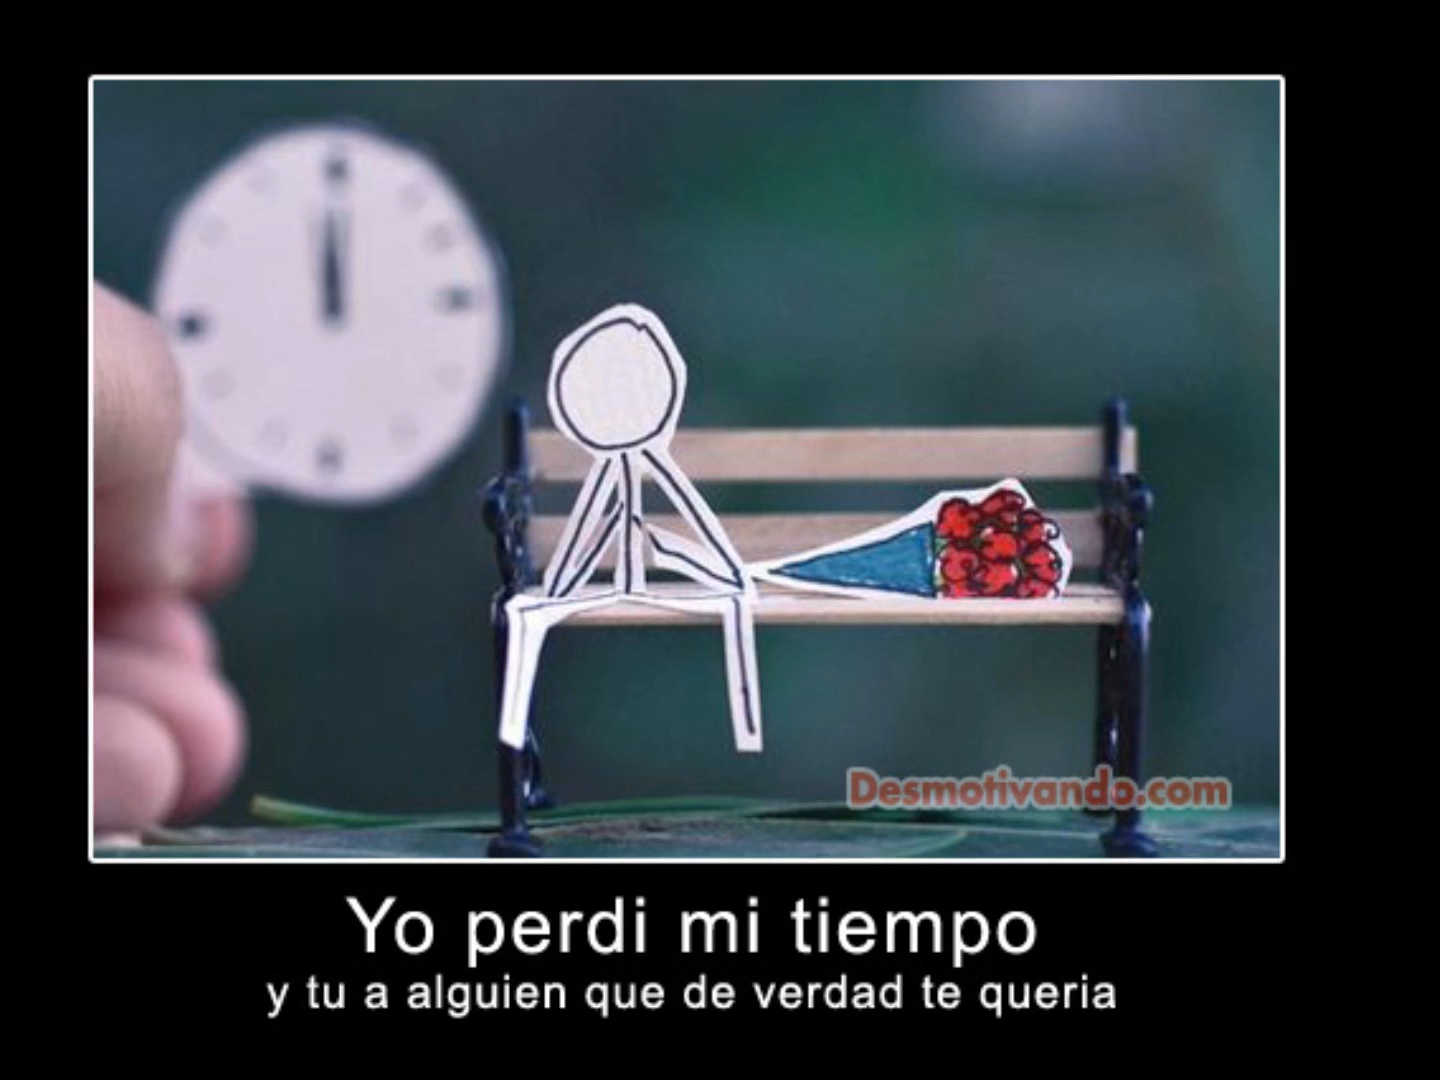 Desmotivando.com
Yo perdi mi tiempo
y tu a alguien que de verdad te queria